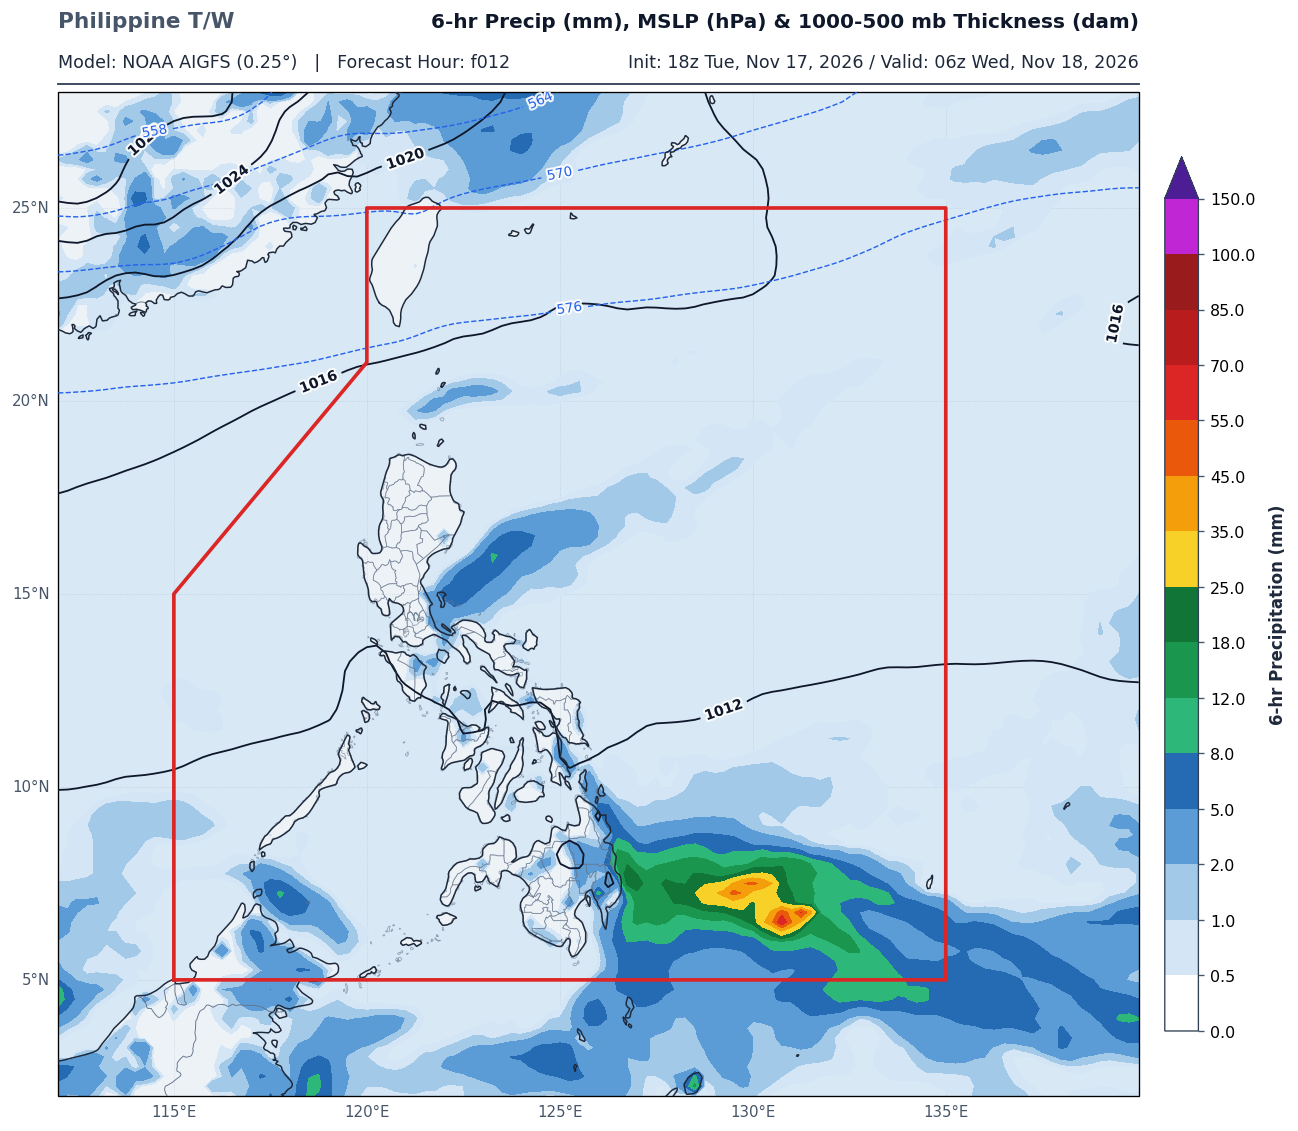 Philippine T/W
6-hr Precip (mm), MSLP (hPa) & 1000-500 mb Thickness (dam)
Model: NOAA AIGFS (0.25°) | Forecast Hour: f012
Init: 18z Tue, Nov 17, 2026 / Valid: 06z Wed, Nov 18, 2026
564
558
1020
1024
570
25°N
576
1016
1016
20°N
15°N
1012
10°N
5°N
115°E
120°E
125°E
130°E
135°E
150.0
100.0
85.0
70.0
55.0
45.0
35.0
25.0
18.0
12.0
8.0
5.0
2.0
1.0
0.5
0.0
6-hr Precipitation (mm)